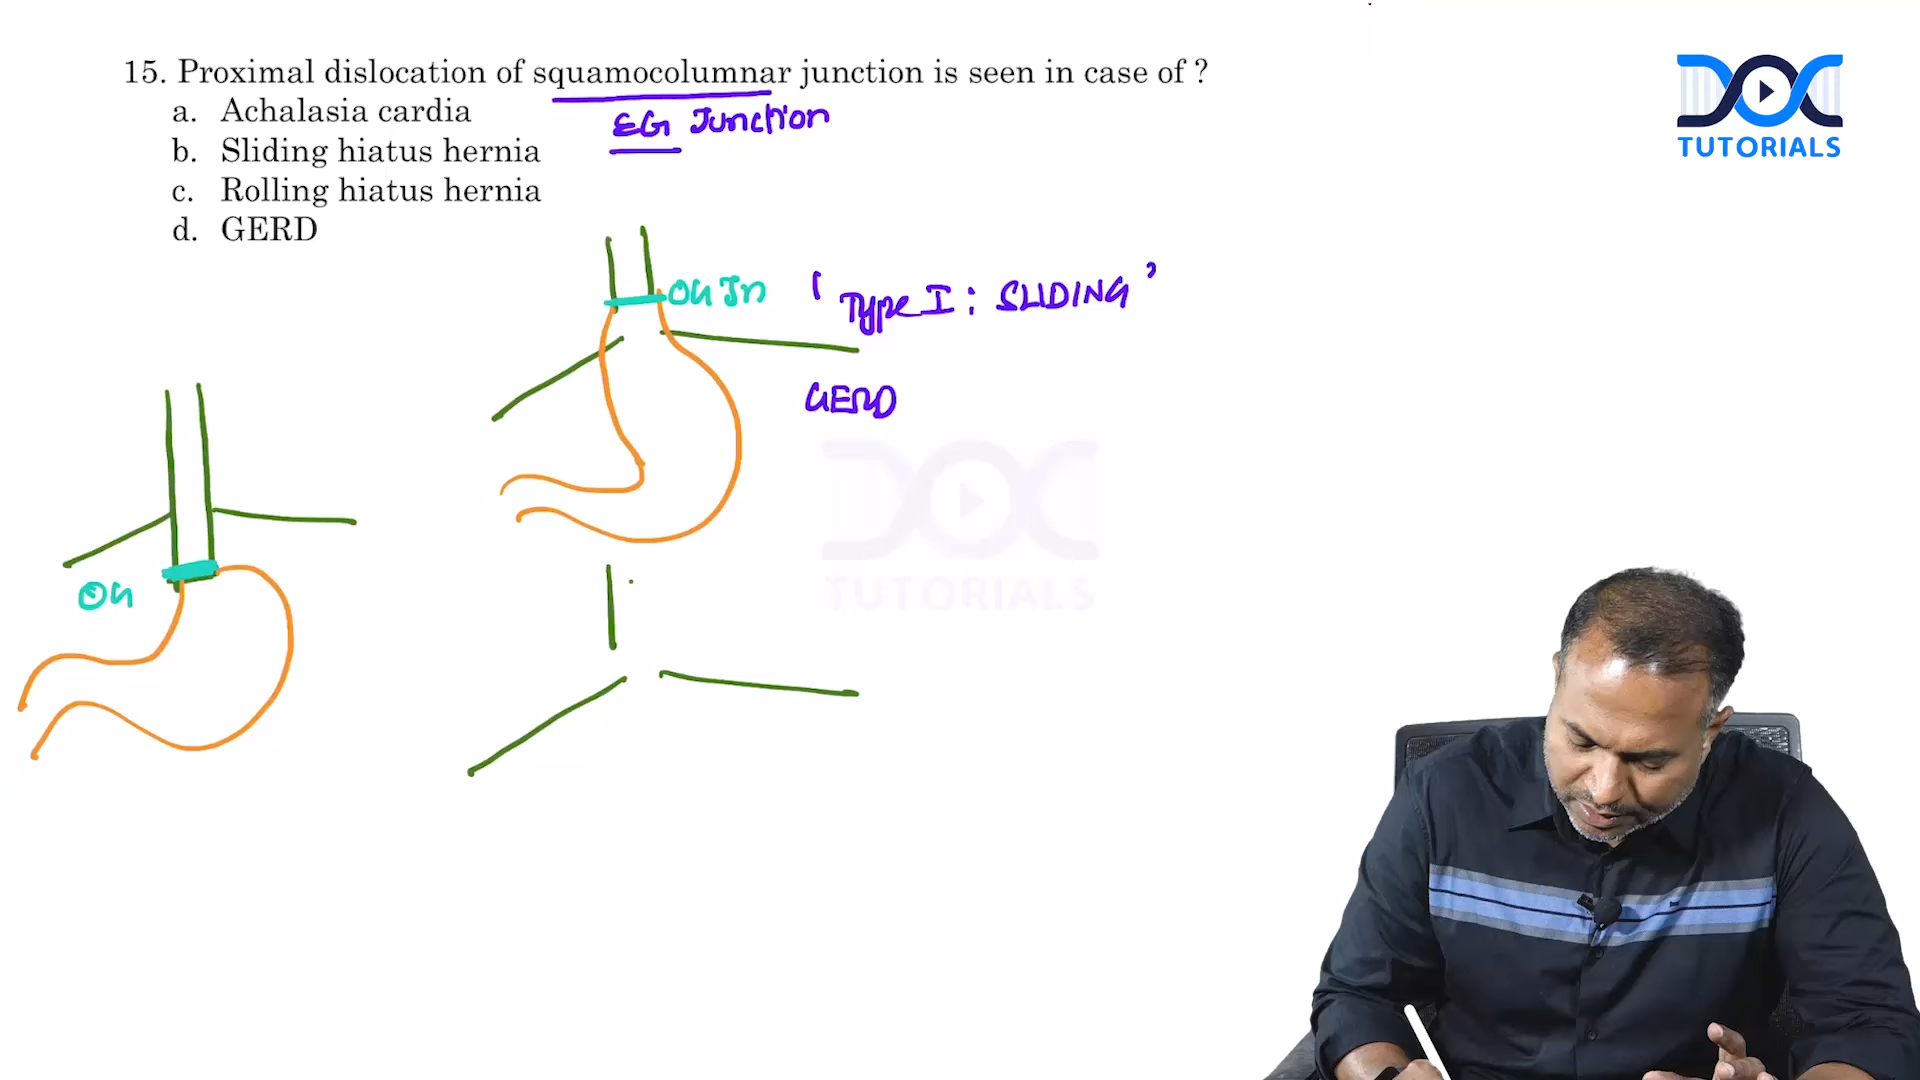 15. Proximal dislocation of squamocolumnar junction is seen in case of ?
a. Achalasia cardia
EG Junction
b. Sliding hiatus hernia
c. Rolling hiatus hernia
d. GERD
TUTORIALS
OG Jn
' Type I : SLIDING '
GERD
OG
TUTORIALS